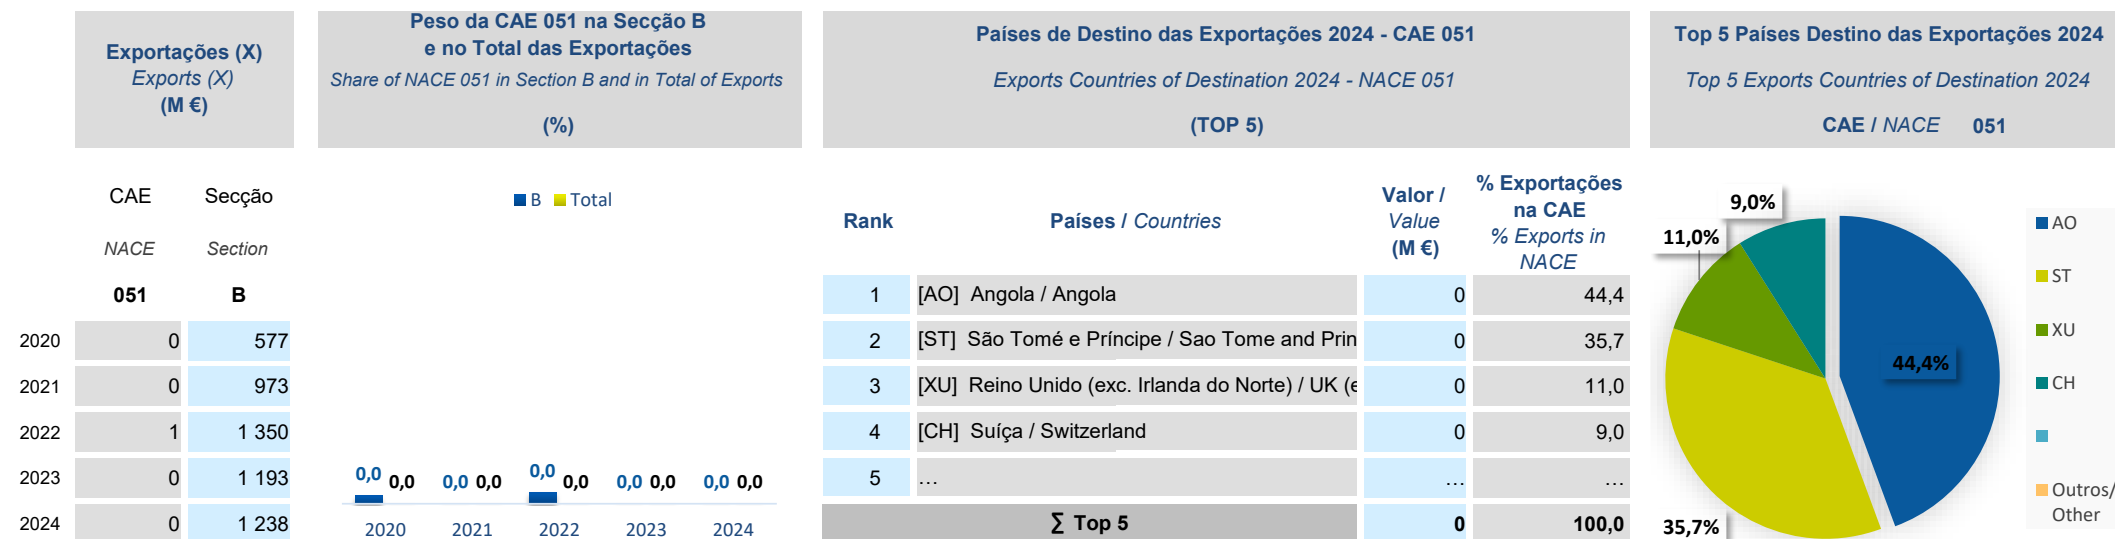 Exportações (X)
Exports (X)
(M €)
Peso da CAE 051 na Secção B
e no Total das Exportações
Share of NACE 051 in Section B and in Total of Exports
(%)
Países de Destino das Exportações 2024 - CAE 051
Exports Countries of Destination 2024 - NACE 051
(TOP 5)
Top 5 Países Destino das Exportações 2024
Top 5 Exports Countries of Destination 2024
CAE / NACE 051
CAE Secção
NACE Section
051 B
2020 0 577
2021 0 973
2022 1 1 350
2023 0 1 193
2024 0 1 238
B Total
0,0 0,0 0,0 0,0 0,0 0,0 0,0 0,0 0,0 0,0
2020 2021 2022 2023 2024
Rank
Países / Countries
Valor /
Value
(M €)
% Exportações
na CAE
% Exports in
NACE
1 [AO] Angola / Angola 0 44,4
2 [ST] São Tomé e Príncipe / Sao Tome and Prin 0 35,7
3 [XU] Reino Unido (exc. Irlanda do Norte) / UK (e 0 11,0
4 [CH] Suíça / Switzerland 0 9,0
5 … … …
∑ Top 5 0 100,0
9,0%
11,0%
44,4%
35,7%
AO
ST
XU
CH
Outros/
Other